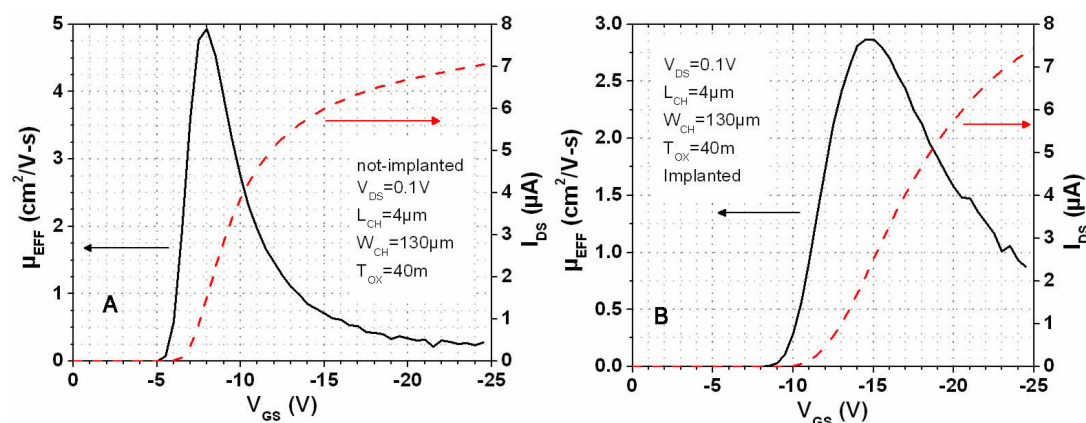 5
4
3
2
1
0
μEFF (cm²/V-s)
8
7
6
5
4
3
2
1
0
IDS (μA)
not-implanted
VDS=0.1V
LCH=4μm
WCH=130μm
TOX=40m
A
0 -5 -10 -15 -20 -25
VGS (V)
3.0
2.5
2.0
1.5
1.0
0.5
0.0
μEFF (cm²/V-s)
8
7
6
5
4
3
2
1
0
IDS (μA)
VDS=0.1V
LCH=4μm
WCH=130μm
TOX=40m
Implanted
B
0 -5 -10 -15 -20 -25
VGS (V)